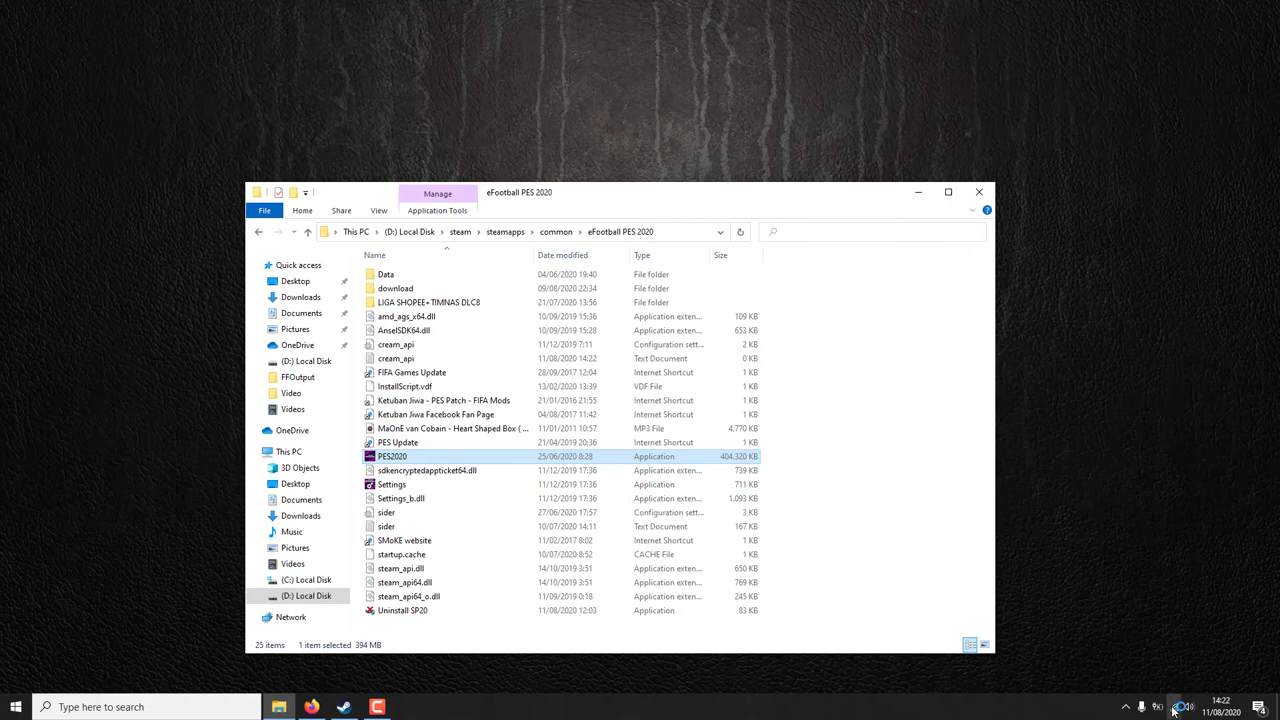 Manage
eFootball PES 2020
File
Home
Share
View
Application Tools
This PC
(D:) Local Disk
steam
steamapps
common
eFootball PES 2020
Name
Date modified
Type
Size
Quick access
Desktop
Downloads
Documents
Pictures
OneDrive
(D:) Local Disk
FFOutput
Video
Videos
OneDrive
This PC
3D Objects
Desktop
Documents
Downloads
Music
Pictures
Videos
(C:) Local Disk
(D:) Local Disk
Network
Data 04/06/2020 19:40 File folder
download 09/08/2020 22:34 File folder
LIGA SHOPEE+TIMNAS DLC8 21/07/2020 13:56 File folder
amd_ags_x64.dll 10/09/2019 15:36 Application exten... 109 KB
AnselSDK64.dll 10/09/2019 15:28 Application exten... 653 KB
cream_api 11/12/2019 7:11 Configuration sett... 2 KB
cream_api 11/08/2020 14:22 Text Document 0 KB
FIFA Games Update 28/09/2017 12:04 Internet Shortcut 1 KB
InstallScript.vdf 13/02/2020 13:39 VDF File 1 KB
Ketuban Jiwa - PES Patch - FIFA Mods 21/01/2016 21:55 Internet Shortcut 1 KB
Ketuban Jiwa Facebook Fan Page 04/08/2017 11:42 Internet Shortcut 1 KB
MaOnE van Cobain - Heart Shaped Box ( ... 11/01/2011 10:57 MP3 File 4.770 KB
PES Update 21/04/2019 20:36 Internet Shortcut 1 KB
PES2020 25/06/2020 8:28 Application 404.320 KB
sdkencryptedappticket64.dll 11/12/2019 17:36 Application exten... 739 KB
Settings 11/12/2019 17:36 Application 711 KB
Settings_b.dll 11/12/2019 17:36 Application exten... 1.093 KB
sider 27/06/2020 17:57 Configuration sett... 3 KB
sider 10/07/2020 14:11 Text Document 167 KB
SMoKE website 11/02/2017 8:02 Internet Shortcut 1 KB
startup.cache 10/07/2020 8:52 CACHE File 1 KB
steam_api.dll 14/10/2019 3:51 Application exten... 650 KB
steam_api64.dll 14/10/2019 3:51 Application exten... 769 KB
steam_api64_o.dll 11/09/2019 0:18 Application exten... 245 KB
Uninstall SP20 11/08/2020 12:03 Application 83 KB
25 items 1 item selected 394 MB
Type here to search
14:22
11/08/2020
4